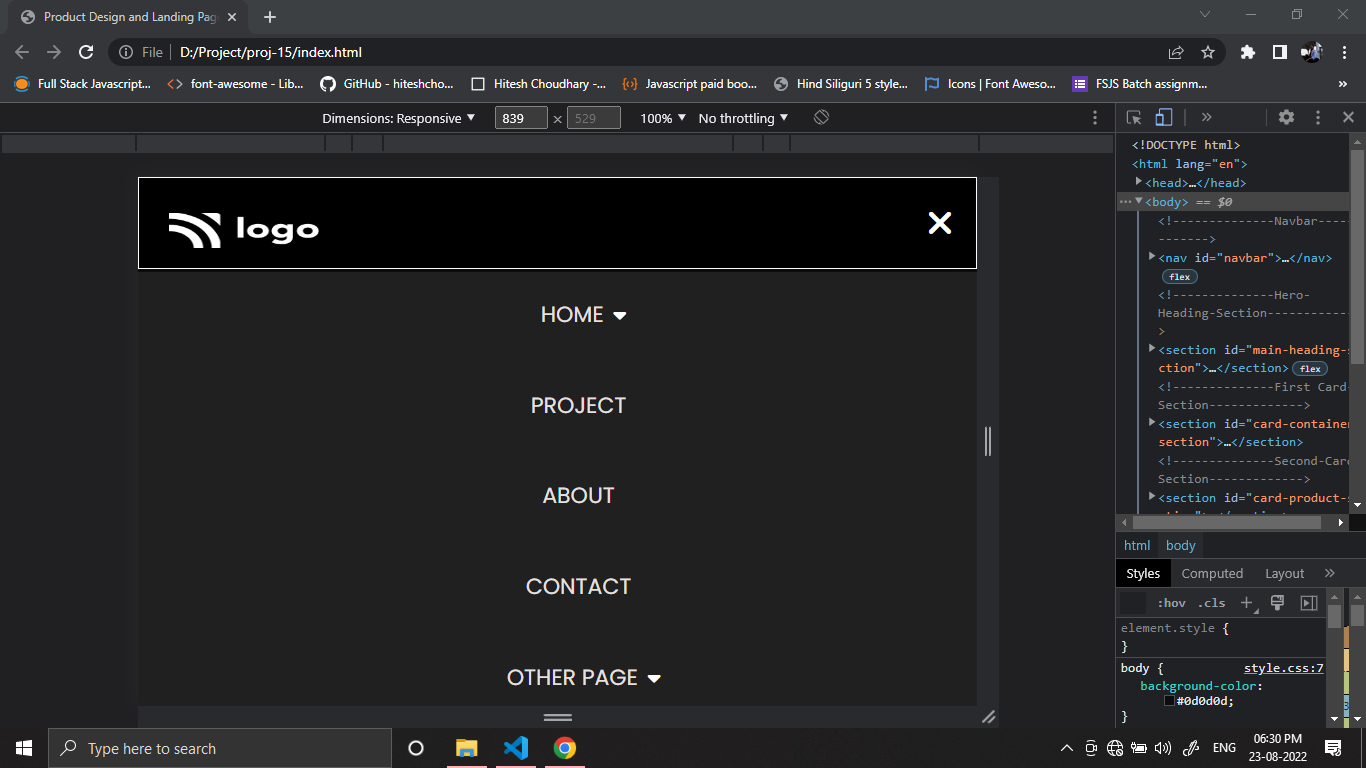 Product Design and Landing Pag
File D:/Project/proj-15/index.html
Full Stack Javascript... font-awesome - Lib... GitHub - hiteshcho... Hitesh Choudhary -... Javascript paid boo... Hind Siliguri 5 style... Icons | Font Aweso... FSJS Batch assignm... »
Dimensions: Responsive 839 × 529 100% No throttling
logo
HOME
PROJECT
ABOUT
CONTACT
OTHER PAGE
<!DOCTYPE html>
<html lang="en">
<head>…</head>
<body> == $0
<!--------------Navbar----
------->
<nav id="navbar">…</nav>
flex
<!--------------Hero-
Heading-Section-----------
>
<section id="main-heading-s
ction">…</section> flex
<!--------------First Card-
Section------------->
<section id="card-container
section">…</section>
<!--------------Second-Car
Section------------->
<section id="card-product-s
html body
Styles Computed Layout »
:hov .cls +
element.style {
}
body { style.css:7
background-color:
#0d0d0d;
}
Type here to search
ENG
06:30 PM
23-08-2022